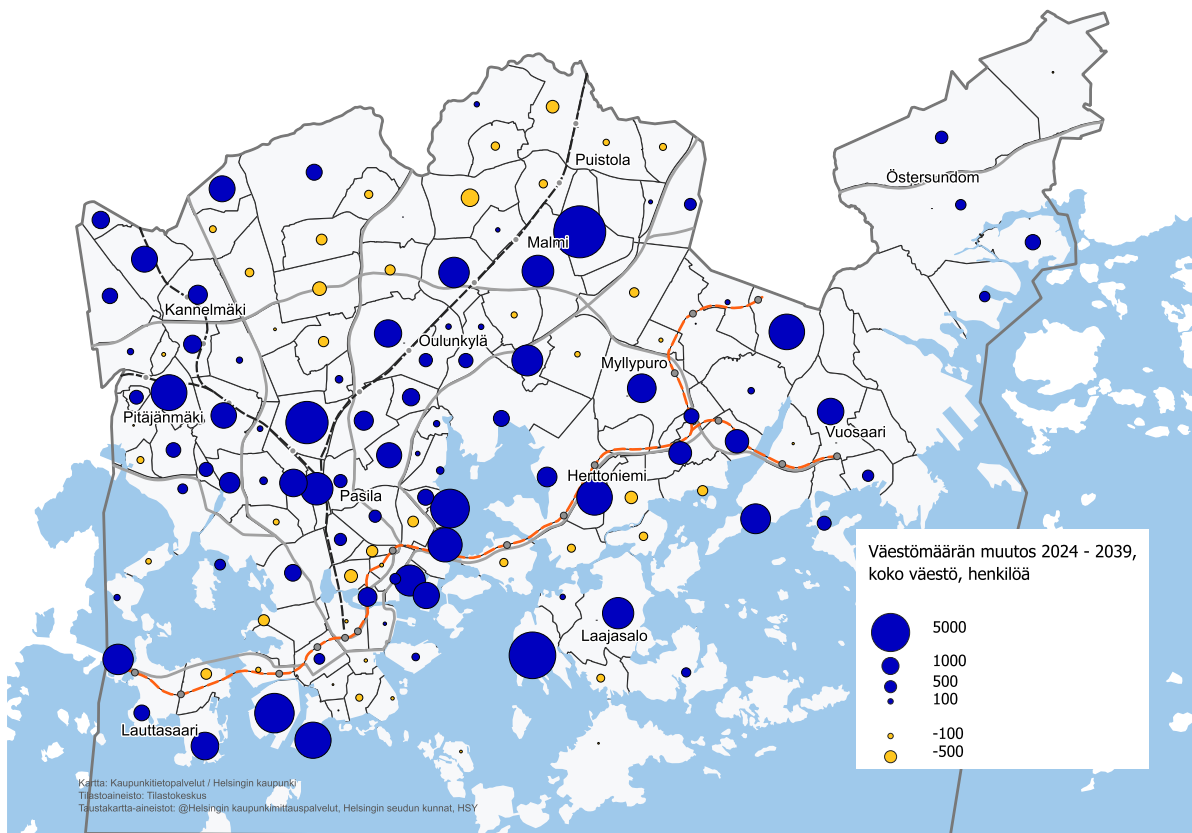 Puistola
Östersundom
Malmi
Kannelmäki
Oulunkylä
Myllypuro
Pitäjänmäki
Vuosaari
Herttoniemi
Pasila
Laajasalo
Lauttasaari
Väestömäärän muutos 2024 - 2039,
koko väestö, henkilöä
5000
1000
500
100
-100
-500
Kartta: Kaupunkitietopalvelut / Helsingin kaupunki
Tilastoaineisto: Tilastokeskus
Taustakartta-aineistot: @Helsingin kaupunkimittauspalvelut, Helsingin seudun kunnat, HSY